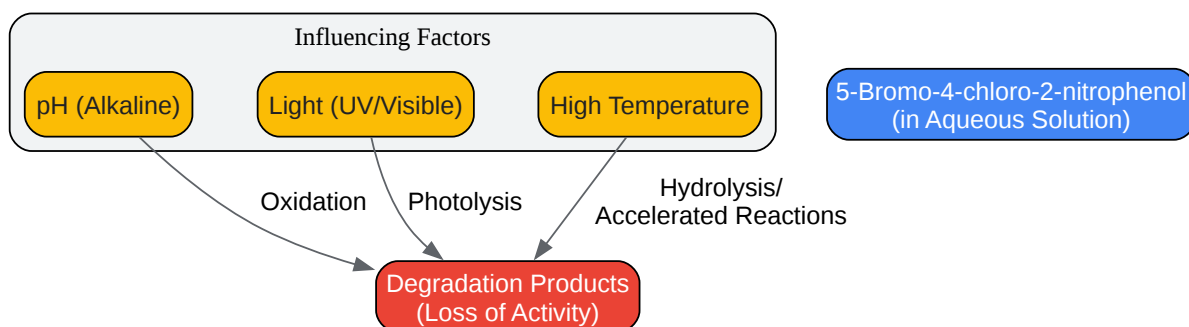 Influencing Factors
pH (Alkaline)
Light (UV/Visible)
High Temperature
5-Bromo-4-chloro-2-nitrophenol
(in Aqueous Solution)
Oxidation
Photolysis
Hydrolysis/
Accelerated Reactions
Degradation Products
(Loss of Activity)